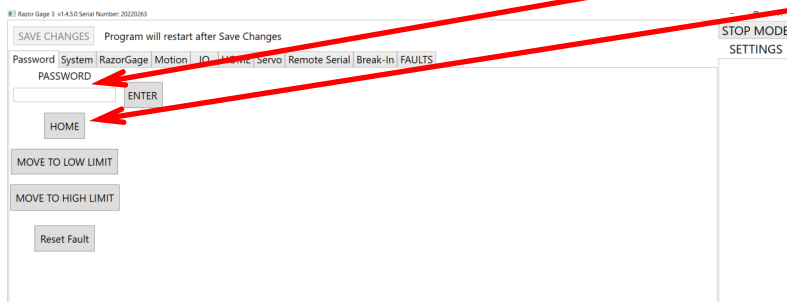 Razor Gage 3 v1.4.5.0 Serial Number: 20220263
SAVE CHANGES Program will restart after Save Changes
STOP MODE
SETTINGS
Password System RazorGage Motion IO HOME Servo Remote Serial Break-In FAULTS
PASSWORD
ENTER
HOME
MOVE TO LOW LIMIT
MOVE TO HIGH LIMIT
Reset Fault